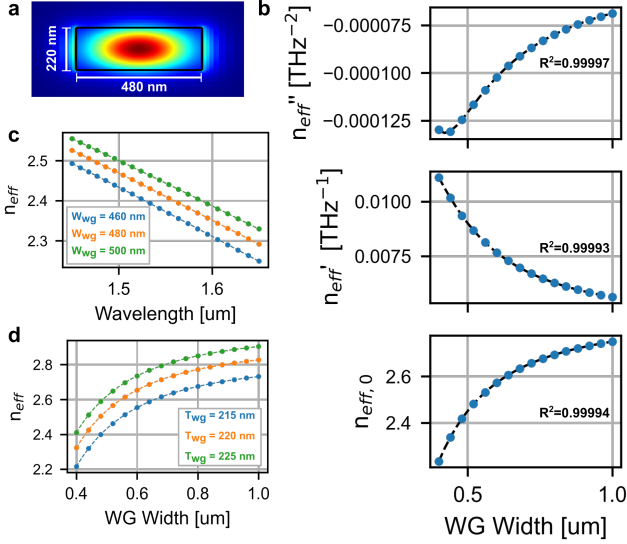 a
220 nm
480 nm
b
−0.000075
−0.000100
−0.000125
n_eff'' [THz⁻²]
R²=0.99997
0.0100
0.0075
n_eff' [THz⁻¹]
R²=0.99993
2.6
2.4
n_eff, 0
R²=0.99994
0.5
1.0
WG Width [um]
c
2.5
2.4
2.3
n_eff
W_wg = 460 nm
W_wg = 480 nm
W_wg = 500 nm
1.5
1.6
Wavelength [um]
d
2.8
2.6
2.4
2.2
n_eff
T_wg = 215 nm
T_wg = 220 nm
T_wg = 225 nm
0.4
0.6
0.8
1.0
WG Width [um]